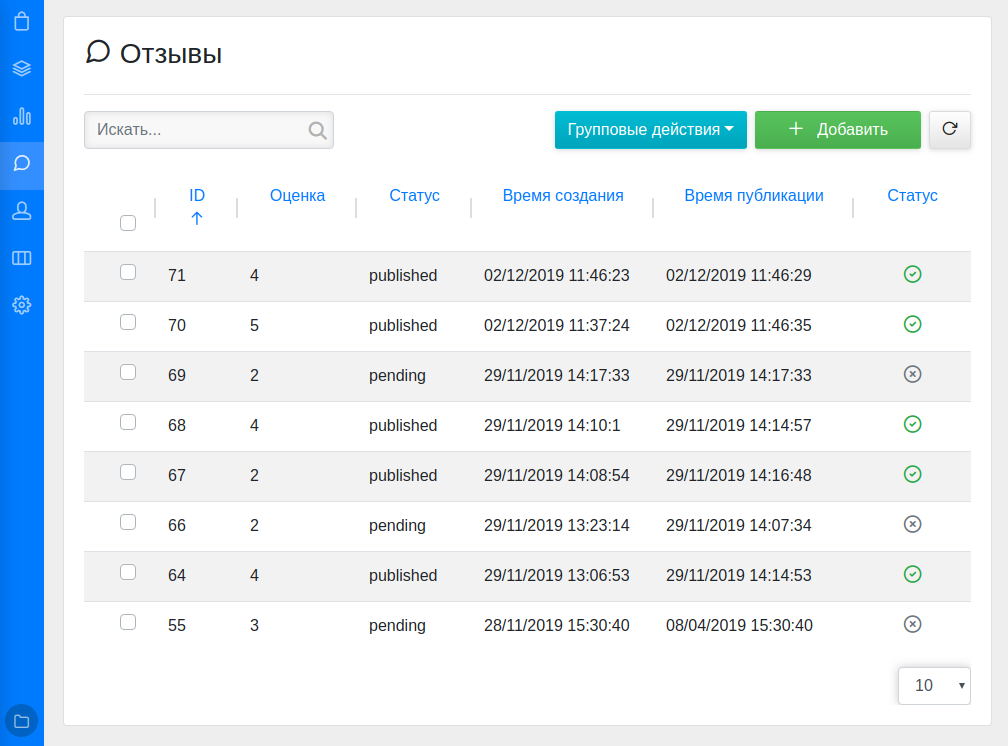 Отзывы
Искать...
Групповые действия
Добавить
ID Оценка Статус Время создания Время публикации Статус
71 4 published 02/12/2019 11:46:23 02/12/2019 11:46:29
70 5 published 02/12/2019 11:37:24 02/12/2019 11:46:35
69 2 pending 29/11/2019 14:17:33 29/11/2019 14:17:33
68 4 published 29/11/2019 14:10:1 29/11/2019 14:14:57
67 2 published 29/11/2019 14:08:54 29/11/2019 14:16:48
66 2 pending 29/11/2019 13:23:14 29/11/2019 14:07:34
64 4 published 29/11/2019 13:06:53 29/11/2019 14:14:53
55 3 pending 28/11/2019 15:30:40 08/04/2019 15:30:40
10